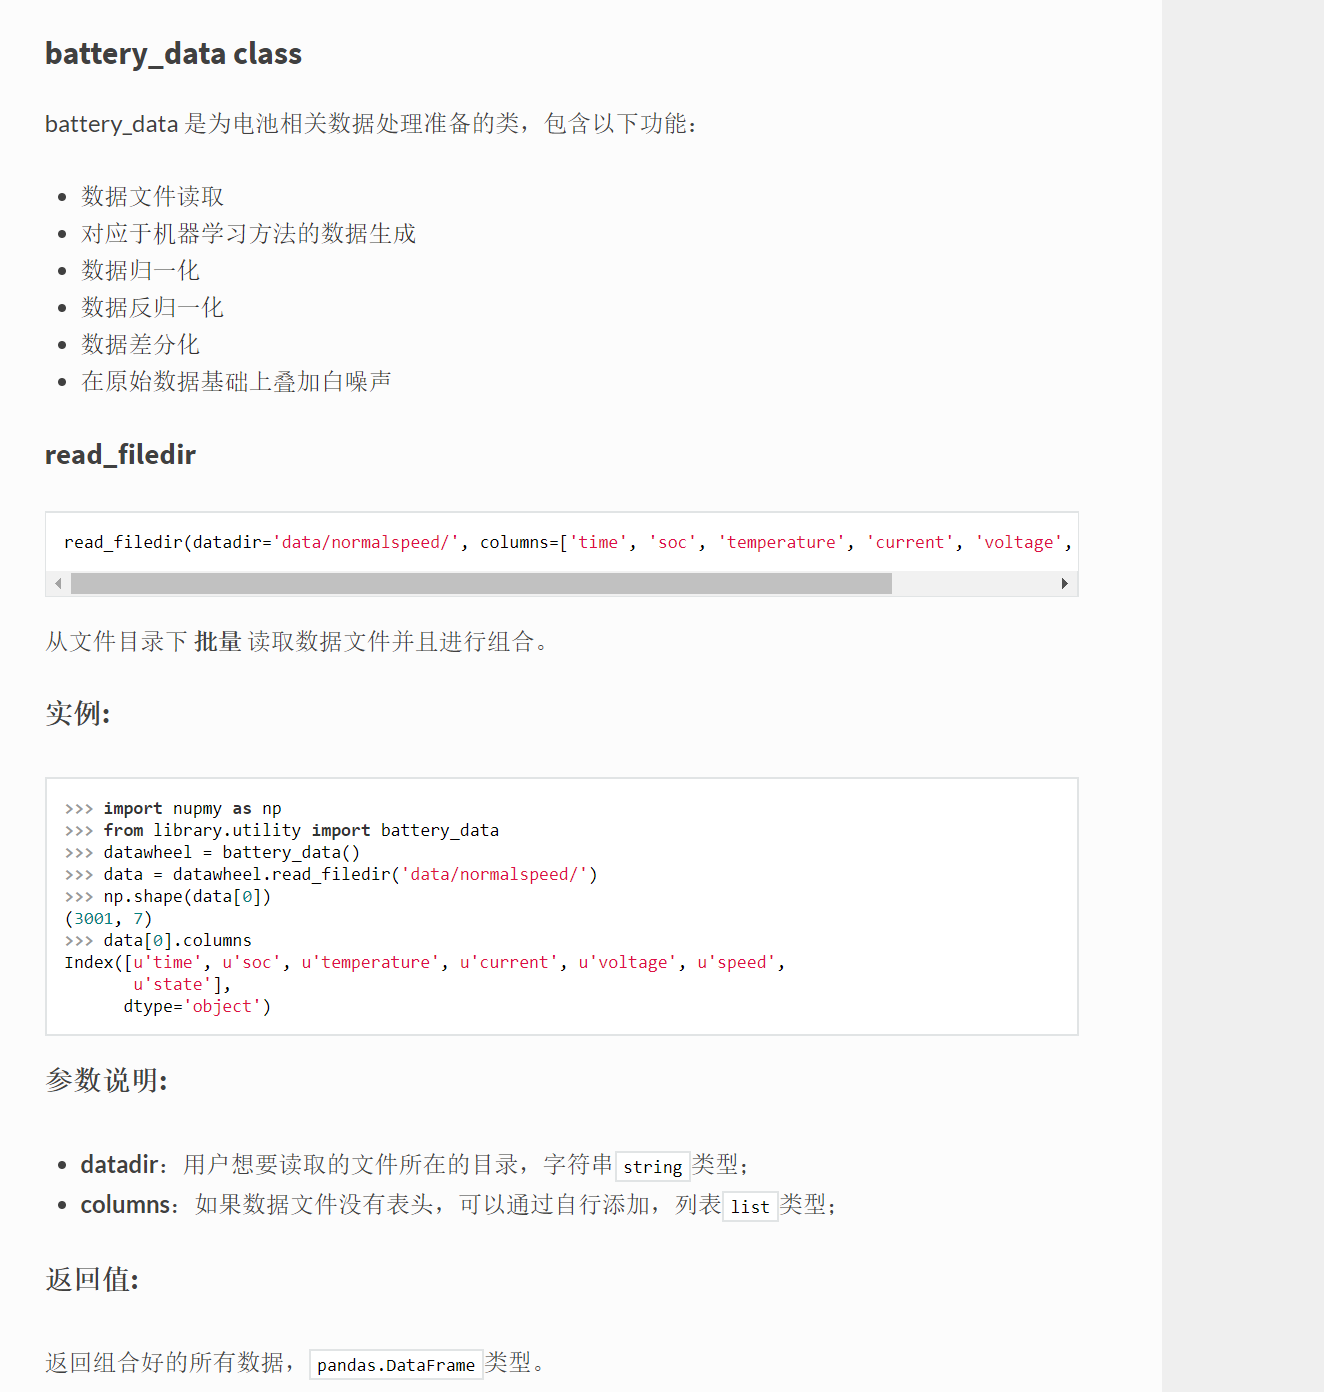 battery_data class
battery_data 是为电池相关数据处理准备的类，包含以下功能：
• 数据文件读取
• 对应于机器学习方法的数据生成
• 数据归一化
• 数据反归一化
• 数据差分化
• 在原始数据基础上叠加白噪声
read_filedir
read_filedir(datadir='data/normalspeed/', columns=['time', 'soc', 'temperature', 'current', 'voltage',
从文件目录下 批量 读取数据文件并且进行组合。
实例:
>>> import nupmy as np
>>> from library.utility import battery_data
>>> datawheel = battery_data()
>>> data = datawheel.read_filedir('data/normalspeed/')
>>> np.shape(data[0])
(3001, 7)
>>> data[0].columns
Index([u'time', u'soc', u'temperature', u'current', u'voltage', u'speed',
       u'state'],
      dtype='object')
参数说明:
• datadir：用户想要读取的文件所在的目录，字符串 string 类型；
• columns：如果数据文件没有表头，可以通过自行添加，列表 list 类型；
返回值:
返回组合好的所有数据， pandas.DataFrame 类型。